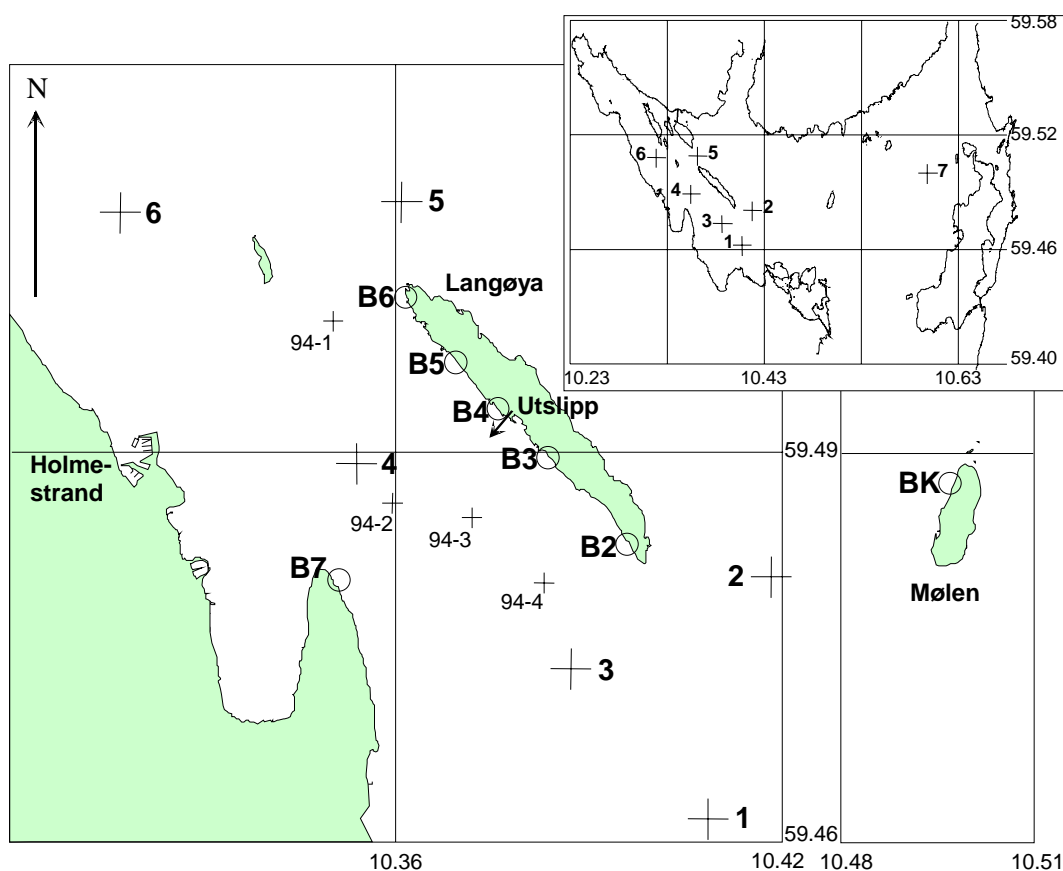 59.58
N
59.52
6
5
7
4
2
3
1
59.46
6
5
Langøya
B6
94-1
59.40
10.23
10.43
10.63
B5
B4
Utslipp
Holme-
strand
4
B3
59.49
BK
94-2
94-3
B2
B7
2
94-4
Mølen
3
1
59.46
10.36
10.42
10.48
10.51